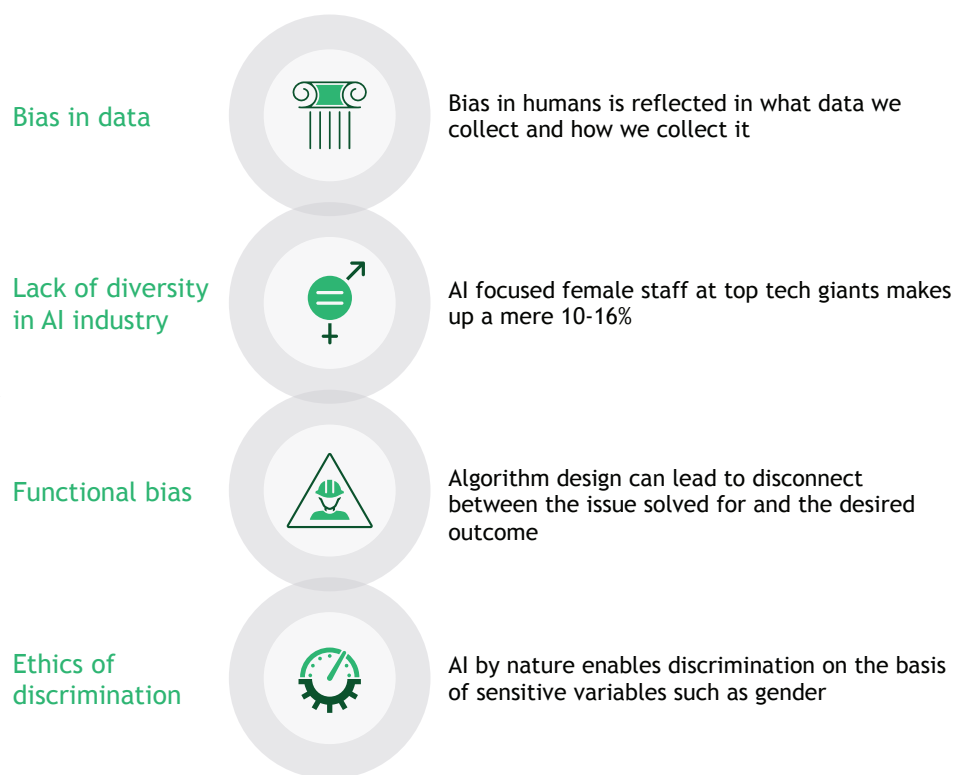 Bias in data
Bias in humans is reflected in what data we
collect and how we collect it
Lack of diversity
in AI industry
AI focused female staff at top tech giants makes
up a mere 10-16%
Functional bias
Algorithm design can lead to disconnect
between the issue solved for and the desired
outcome
Ethics of
discrimination
AI by nature enables discrimination on the basis
of sensitive variables such as gender